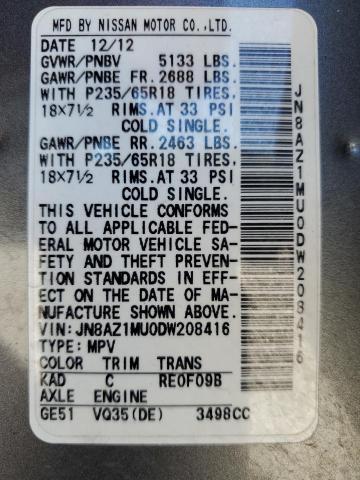 MFD BY NISSAN MOTOR CO.,LTD.
DATE 12/12
GVWR/PNBV 5133 LBS.
GAWR/PNBE FR. 2688 LBS.
WITH P235/65R18 TIRES.
18X7½ RIMS.AT 33 PSI
COLD SINGLE.
GAWR/PNBE RR. 2463 LBS.
WITH P235/65R18 TIRES.
18X7½ RIMS.AT 33 PSI
COLD SINGLE.
THIS VEHICLE CONFORMS
TO ALL APPLICABLE FED-
ERAL MOTOR VEHICLE SA-
FETY AND THEFT PREVEN-
TION STANDARDS IN EFF-
ECT ON THE DATE OF MA-
NUFACTURE SHOWN ABOVE.
VIN:JN8AZ1MU0DW208416
TYPE:MPV
COLOR TRIM TRANS
KAD C RE0F09B
AXLE ENGINE
GE51 VQ35(DE) 3498CC
JN8AZ1MU0DW208416